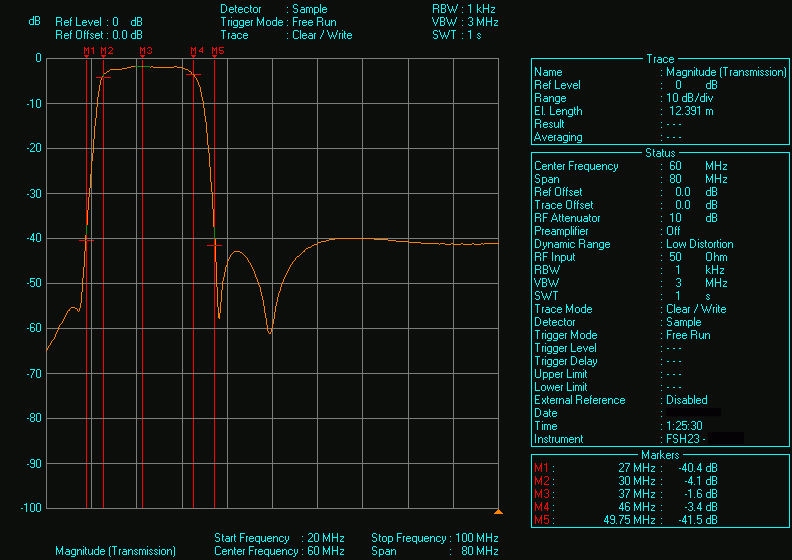 Detector : Sample RBW : 1 kHz
dB Ref Level : 0 dB Trigger Mode : Free Run VBW : 3 MHz
Ref Offset : 0.0 dB Trace : Clear / Write SWT : 1 s
M1 M2 M3 M4 M5
0
-10
-20
-30
-40
-50
-60
-70
-80
-90
-100
Start Frequency : 20 MHz Stop Frequency : 100 MHz
Magnitude (Transmission) Center Frequency : 60 MHz Span : 80 MHz
Trace
Name : Magnitude (Transmission)
Ref Level : 0 dB
Range : 10 dB/div
El. Length : 12.391 m
Result : - - -
Averaging : - - -
Status
Center Frequency : 60 MHz
Span : 80 MHz
Ref Offset : 0.0 dB
Trace Offset : 0.0 dB
RF Attenuator : 10 dB
Preamplifier : Off
Dynamic Range : Low Distortion
RF Input : 50 Ohm
RBW : 1 kHz
VBW : 3 MHz
SWT : 1 s
Trace Mode : Clear / Write
Detector : Sample
Trigger Mode : Free Run
Trigger Level : - - -
Trigger Delay : - - -
Upper Limit : - - -
Lower Limit : - - -
External Reference : Disabled
Date :
Time : 1:25:30
Instrument : FSH23 -
Markers
M1 : 27 MHz : -40.4 dB
M2 : 30 MHz : -4.1 dB
M3 : 37 MHz : -1.6 dB
M4 : 46 MHz : -3.4 dB
M5 : 49.75 MHz : -41.5 dB